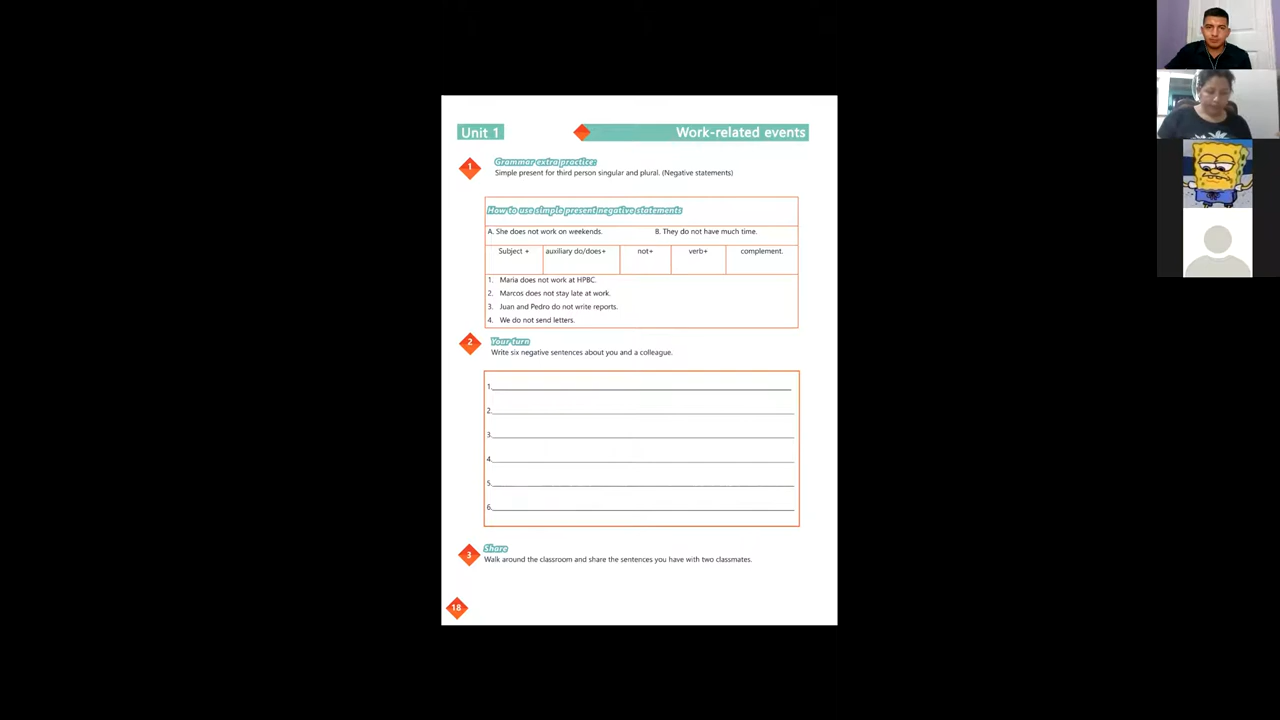 Unit 1
Work-related events
1
Grammar extra practice:
Simple present for third person singular and plural. (Negative statements)
How to use simple present negative statements
A. She does not work on weekends.
B. They do not have much time.
Subject + auxiliary do/does+ not+ verb+ complement.
1. Maria does not work at HPBC.
2. Marcos does not stay late at work.
3. Juan and Pedro do not write reports.
4. We do not send letters.
2
Your turn
Write six negative sentences about you and a colleague.
1.
2.
3.
4.
5.
6.
3
Share
Walk around the classroom and share the sentences you have with two classmates.
18